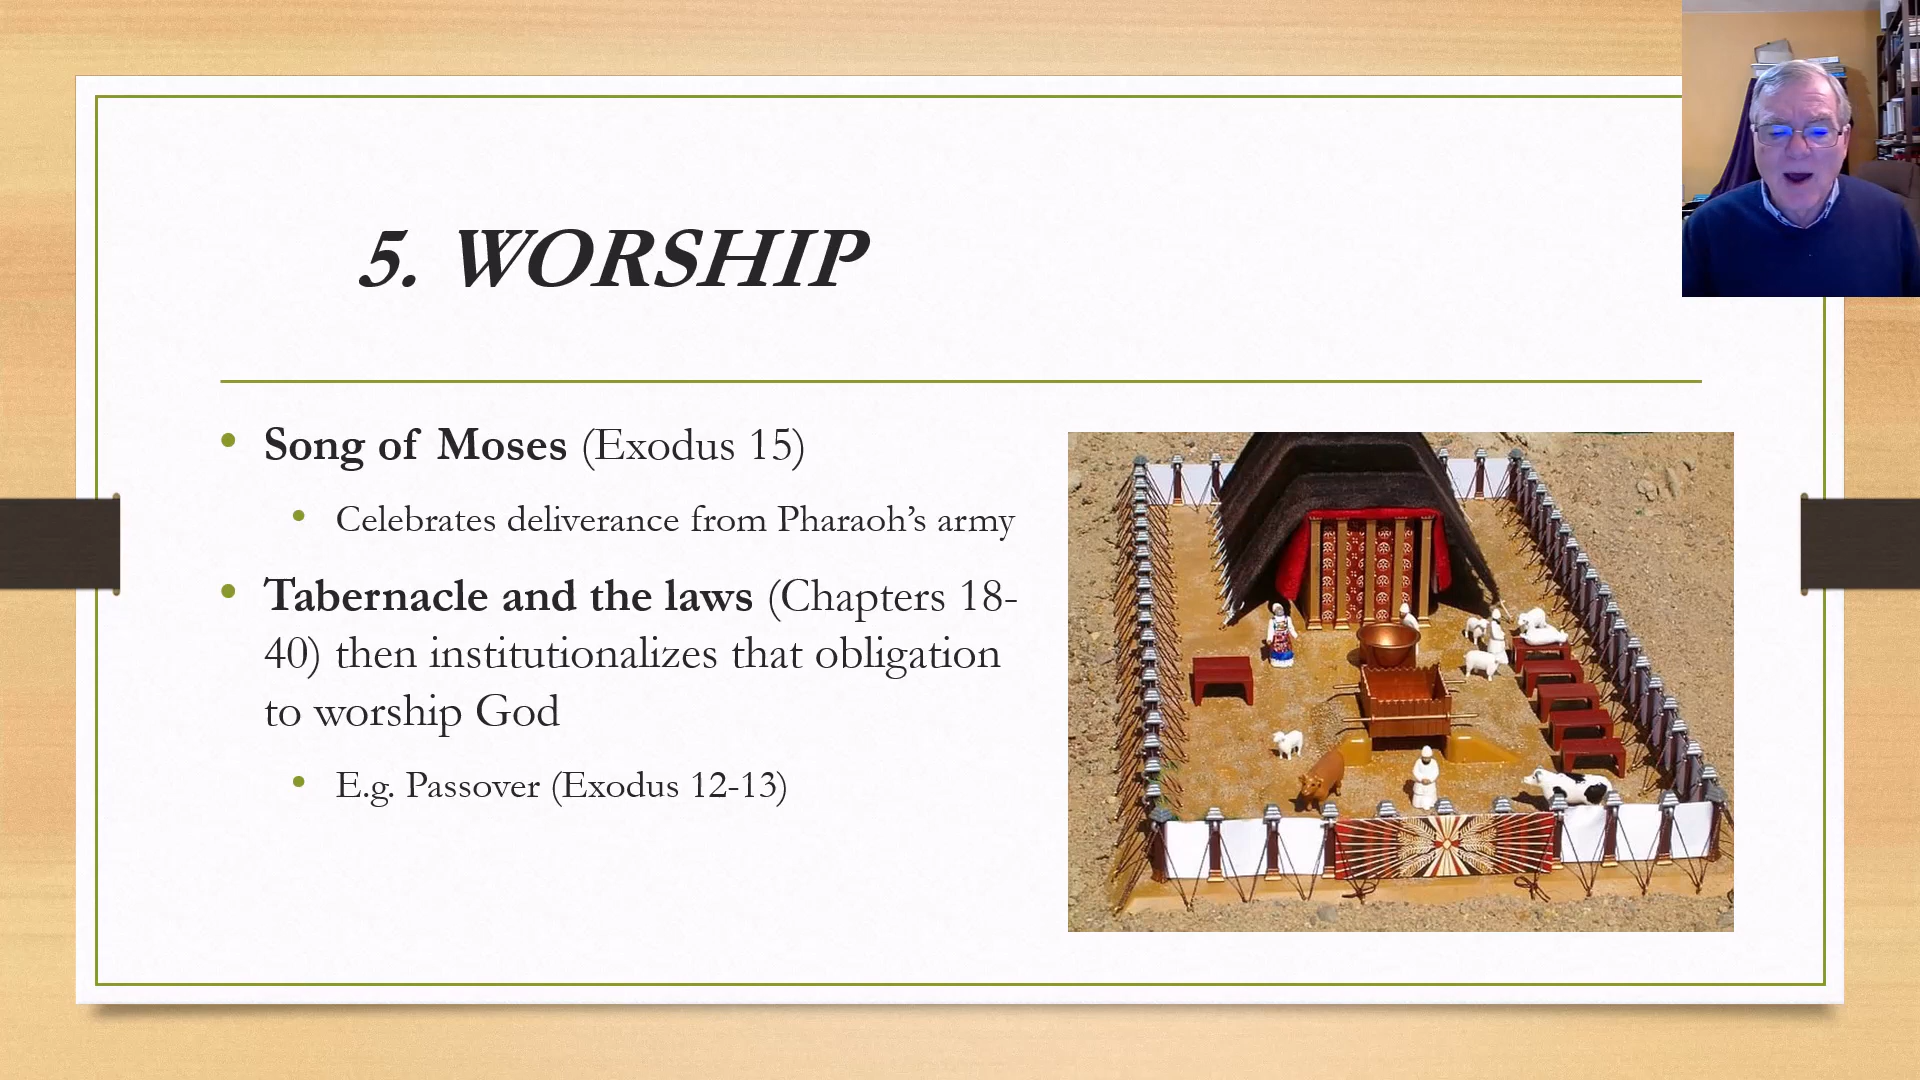 5. WORSHIP
• Song of Moses (Exodus 15)
• Celebrates deliverance from Pharaoh’s army
• Tabernacle and the laws (Chapters 18-
40) then institutionalizes that obligation
to worship God
• E.g. Passover (Exodus 12-13)